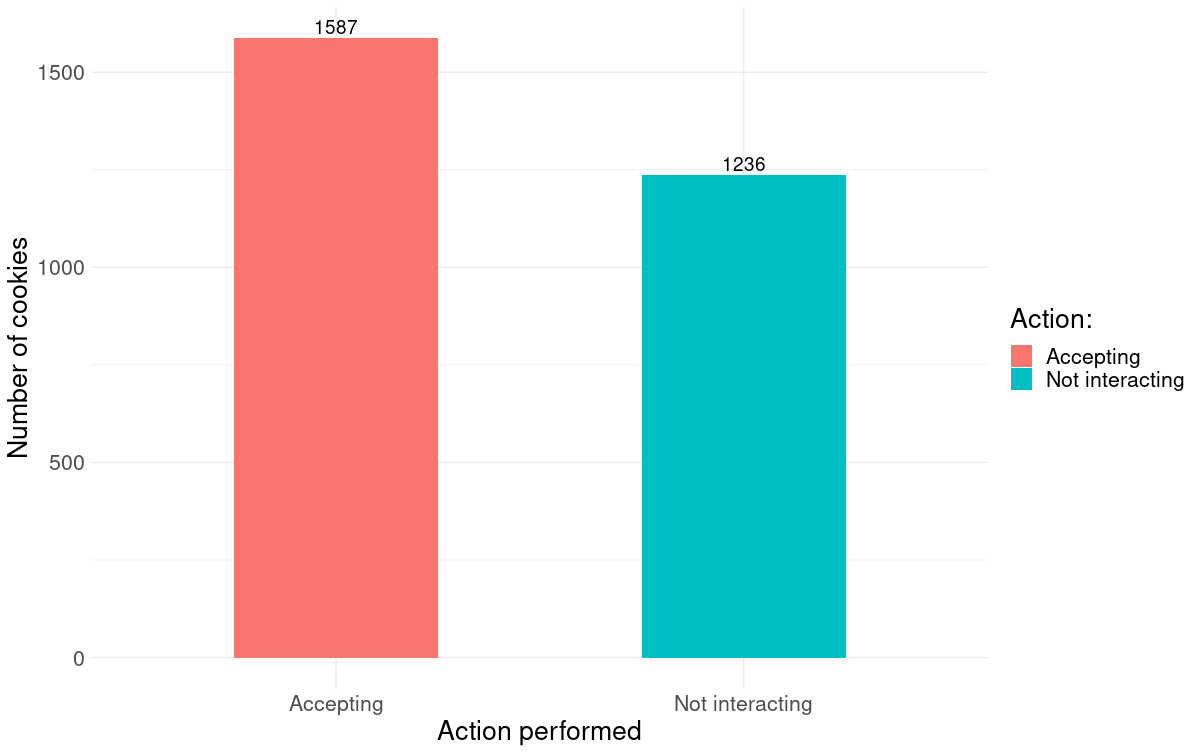 1587
1236
1500
1000
500
0
Number of cookies
Accepting
Not interacting
Action performed
Action:
Accepting
Not interacting